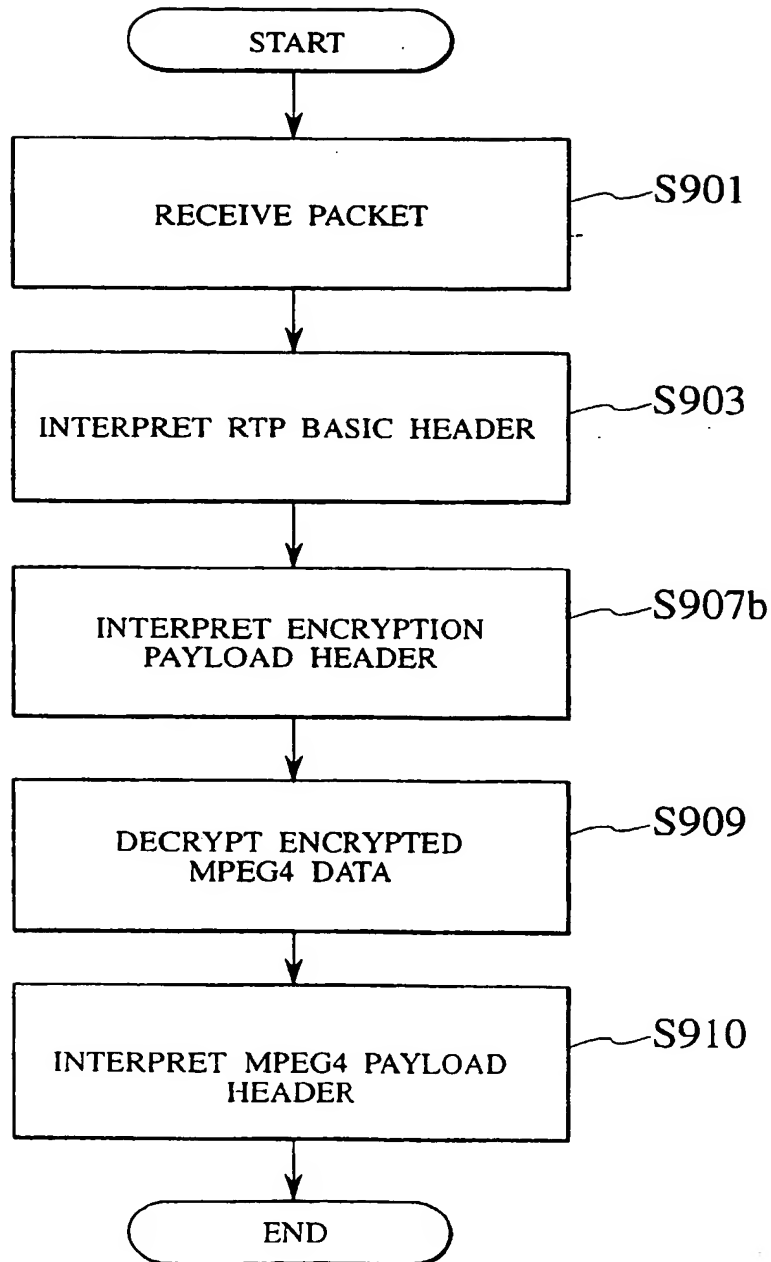 START
RECEIVE PACKET
S901
INTERPRET RTP BASIC HEADER
S903
INTERPRET ENCRYPTION
PAYLOAD HEADER
S907b
DECRYPT ENCRYPTED
MPEG4 DATA
S909
INTERPRET MPEG4 PAYLOAD
HEADER
S910
END